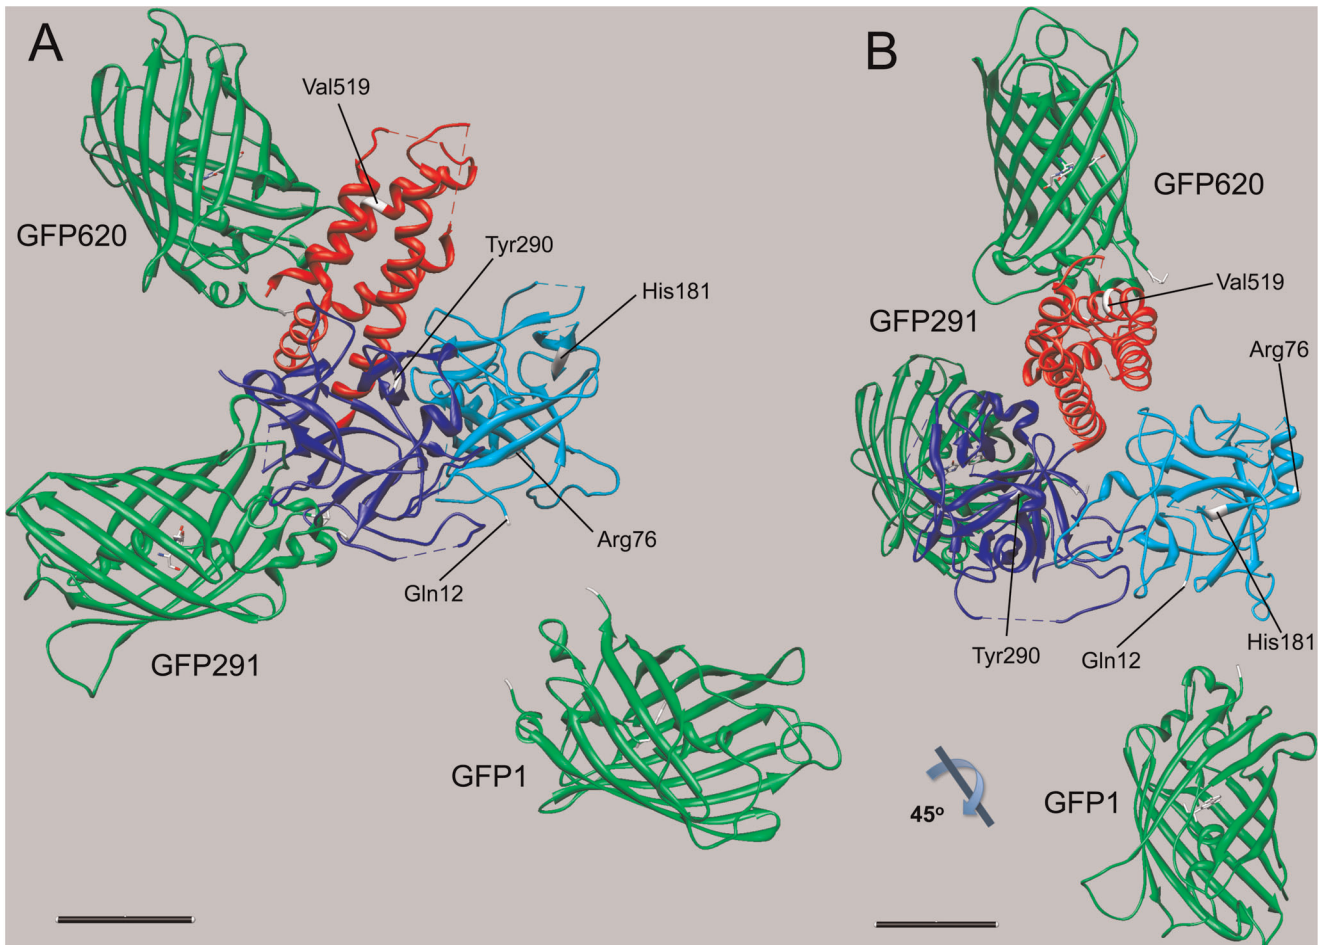 A
Val519
GFP620
Tyr290
His181
Arg76
Gln12
GFP291
GFP1
B
GFP620
Val519
GFP291
Arg76
Tyr290
Gln12
His181
GFP1
45º